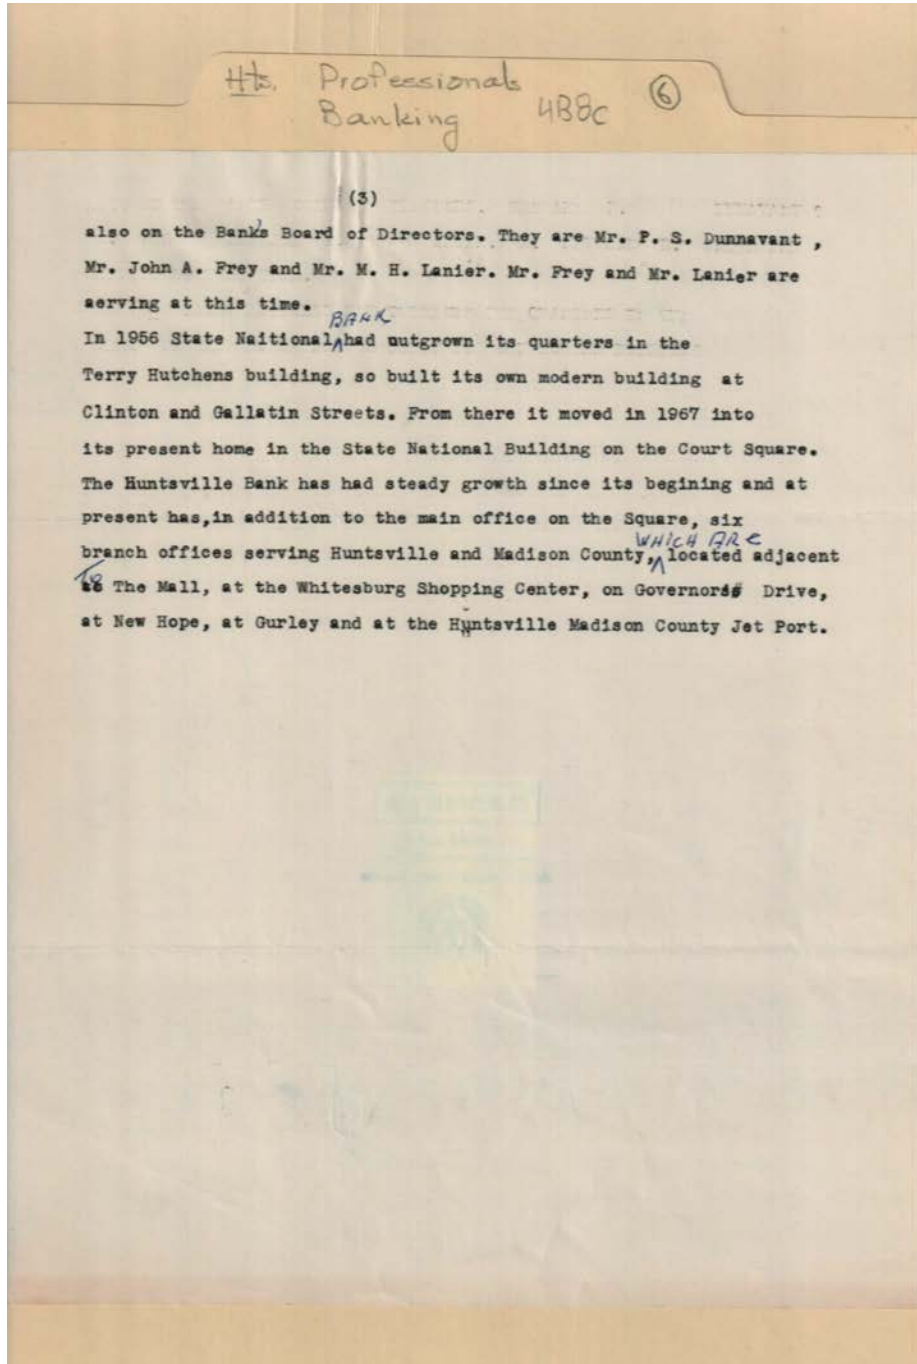 Hts. Professionals
Banking 4B8c 6
(3)
also on the Bank's Board of Directors. They are Mr. P. S. Dunnavant ,
Mr. John A. Frey and Mr. M. H. Lanier. Mr. Frey and Mr. Lanier are
serving at this time.
BANK
In 1956 State Naitional had outgrown its quarters in the
Terry Hutchens building, so built its own modern building at
Clinton and Gallatin Streets. From there it moved in 1967 into
its present home in the State National Building on the Court Square.
The Huntsville Bank has had steady growth since its begining and at
present has,in addition to the main office on the Square, six
WHICH ARE
branch offices serving Huntsville and Madison County, located adjacent
To The Mall, at the Whitesburg Shopping Center, on Governors Drive,
at New Hope, at Gurley and at the Huntsville Madison County Jet Port.